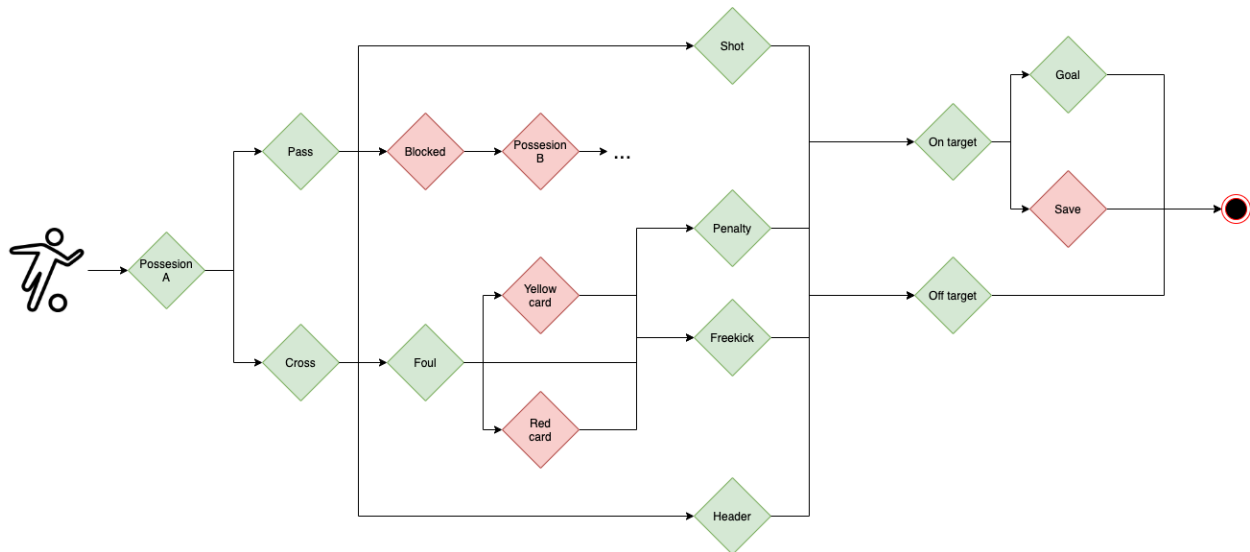 Shot
Goal
Pass
Blocked
Possesion
B
...
On target
Save
Penalty
Possesion
A
Yellow
card
Off target
Freekick
Cross
Foul
Red
card
Header